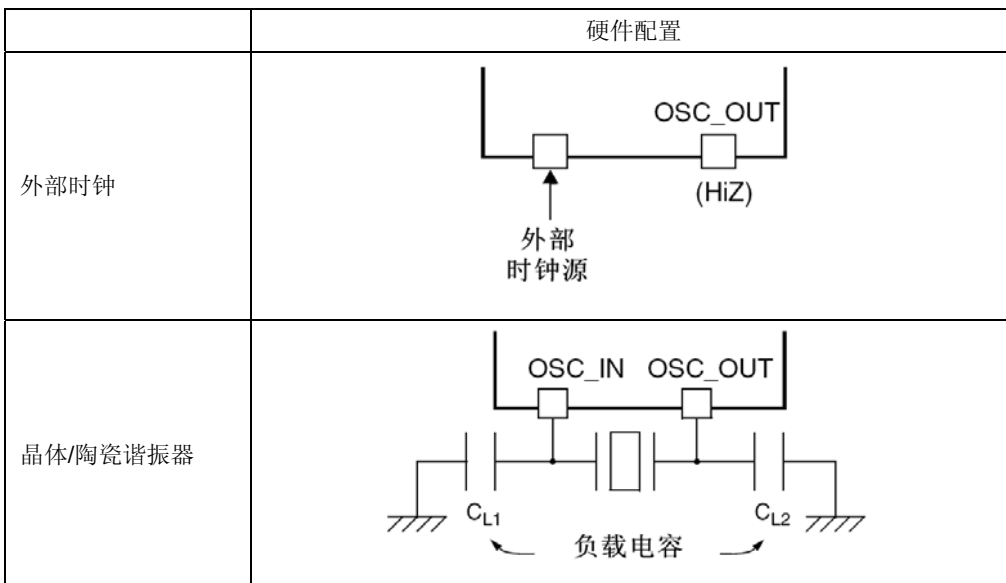 硬件配置
外部时钟
OSC_OUT
(HiZ)
外部
时钟源
晶体/陶瓷谐振器
OSC_IN OSC_OUT
CL1
CL2
负载电容